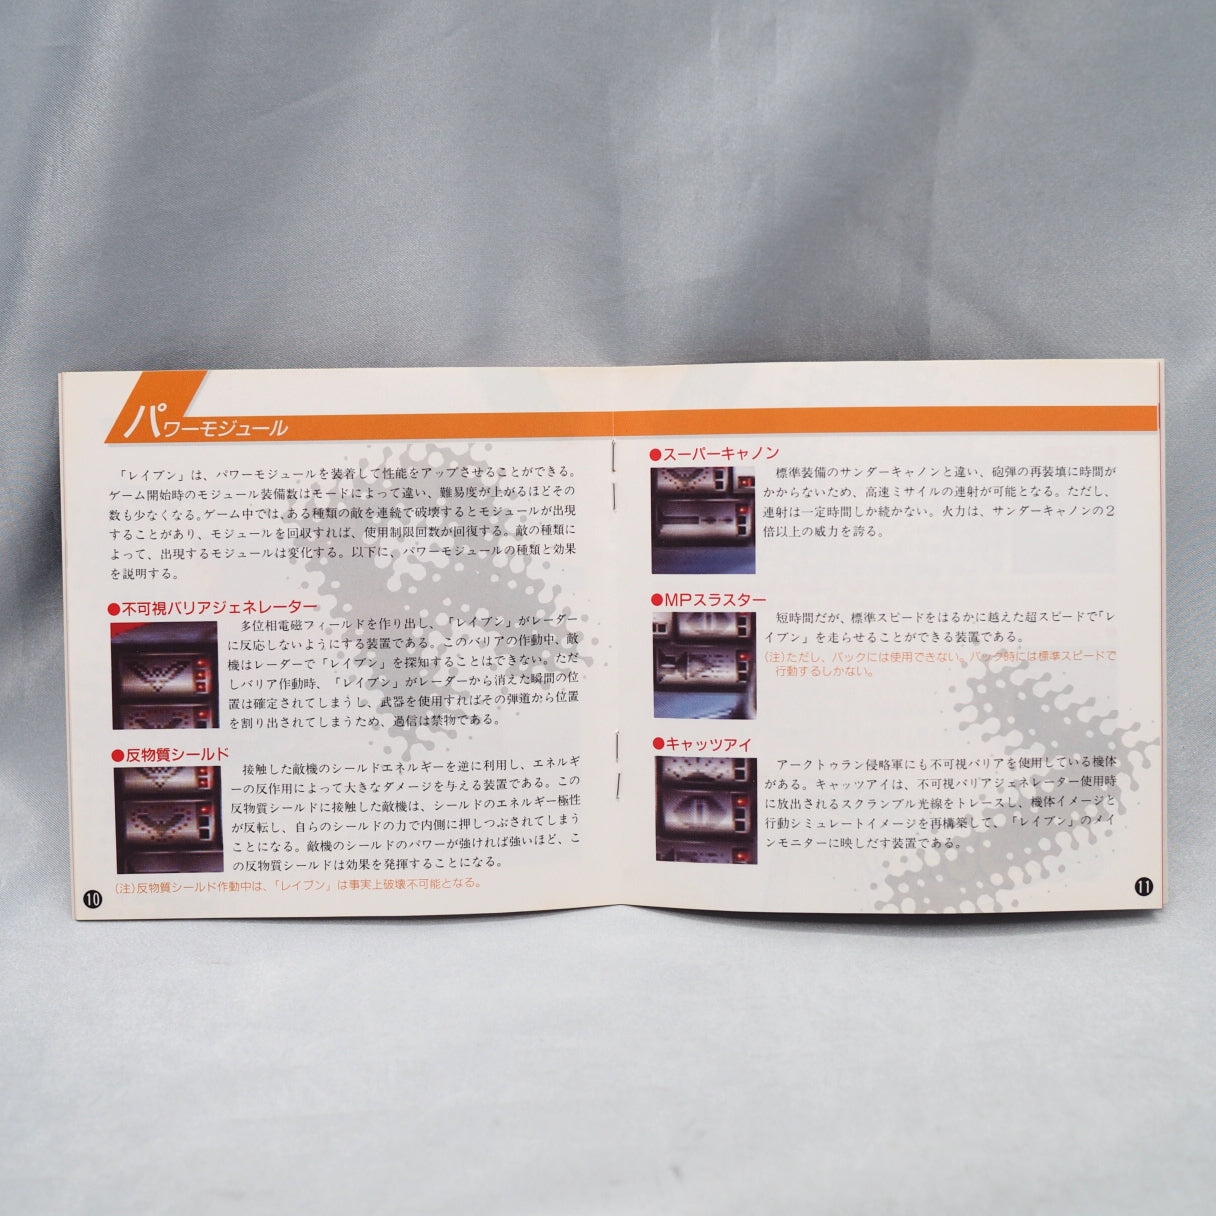 パワーモジュール
「レイブン」は、パワーモジュールを装着して性能をアップさせることができる。
ゲーム開始時のモジュール装備数はモードによって違い、難易度が上がるほどその
数も少なくなる。ゲーム中では、ある種類の敵を連続で破壊するとモジュールが出現
することがあり、モジュールを回収すれば、使用制限回数が回復する。敵の種類に
よって、出現するモジュールは変化する。以下に、パワーモジュールの種類と効果
を説明する。
●不可視バリアジェネレーター
多位相電磁フィールドを作り出し、「レイブン」がレーダー
に反応しないようにする装置である。このバリアの作動中、敵
機はレーダーで「レイブン」を探知することはできない。ただ
しバリア作動時、「レイブン」がレーダーから消えた瞬間の位
置は確定されてしまうし、武器を使用すればその弾道から位置
を割り出されてしまうため、過信は禁物である。
●反物質シールド
接触した敵機のシールドエネルギーを逆に利用し、エネルギ
ーの反作用によって大きなダメージを与える装置である。この
反物質シールドに接触した敵機は、シールドのエネルギー極性
が反転し、自らのシールドの力で内側に押しつぶされてしまう
ことになる。敵機のシールドのパワーが強ければ強いほど、こ
の反物質シールドは効果を発揮することになる。
(注)反物質シールド作動中は、「レイブン」は事実上破壊不可能となる。
10
●スーパーキャノン
標準装備のサンダーキャノンと違い、砲弾の再装填に時間が
かからないため、高速ミサイルの連射が可能となる。ただし、
連射は一定時間しか続かない。火力は、サンダーキャノンの2
倍以上の威力を誇る。
●MPスラスター
短時間だが、標準スピードをはるかに越えた超スピードで「レ
イブン」を走らせることができる装置である。
(注)ただし、バックには使用できない。バック時には標準スピードで
行動するしかない。
●キャッツアイ
アークトゥラン侵略軍にも不可視バリアを使用している機体
がある。キャッツアイは、不可視バリアジェネレーター使用時
に放出されるスクランブル光線をトレースし、機体イメージと
行動シミュレートイメージを再構築して、「レイブン」のメイ
ンモニターに映しだす装置である。
11